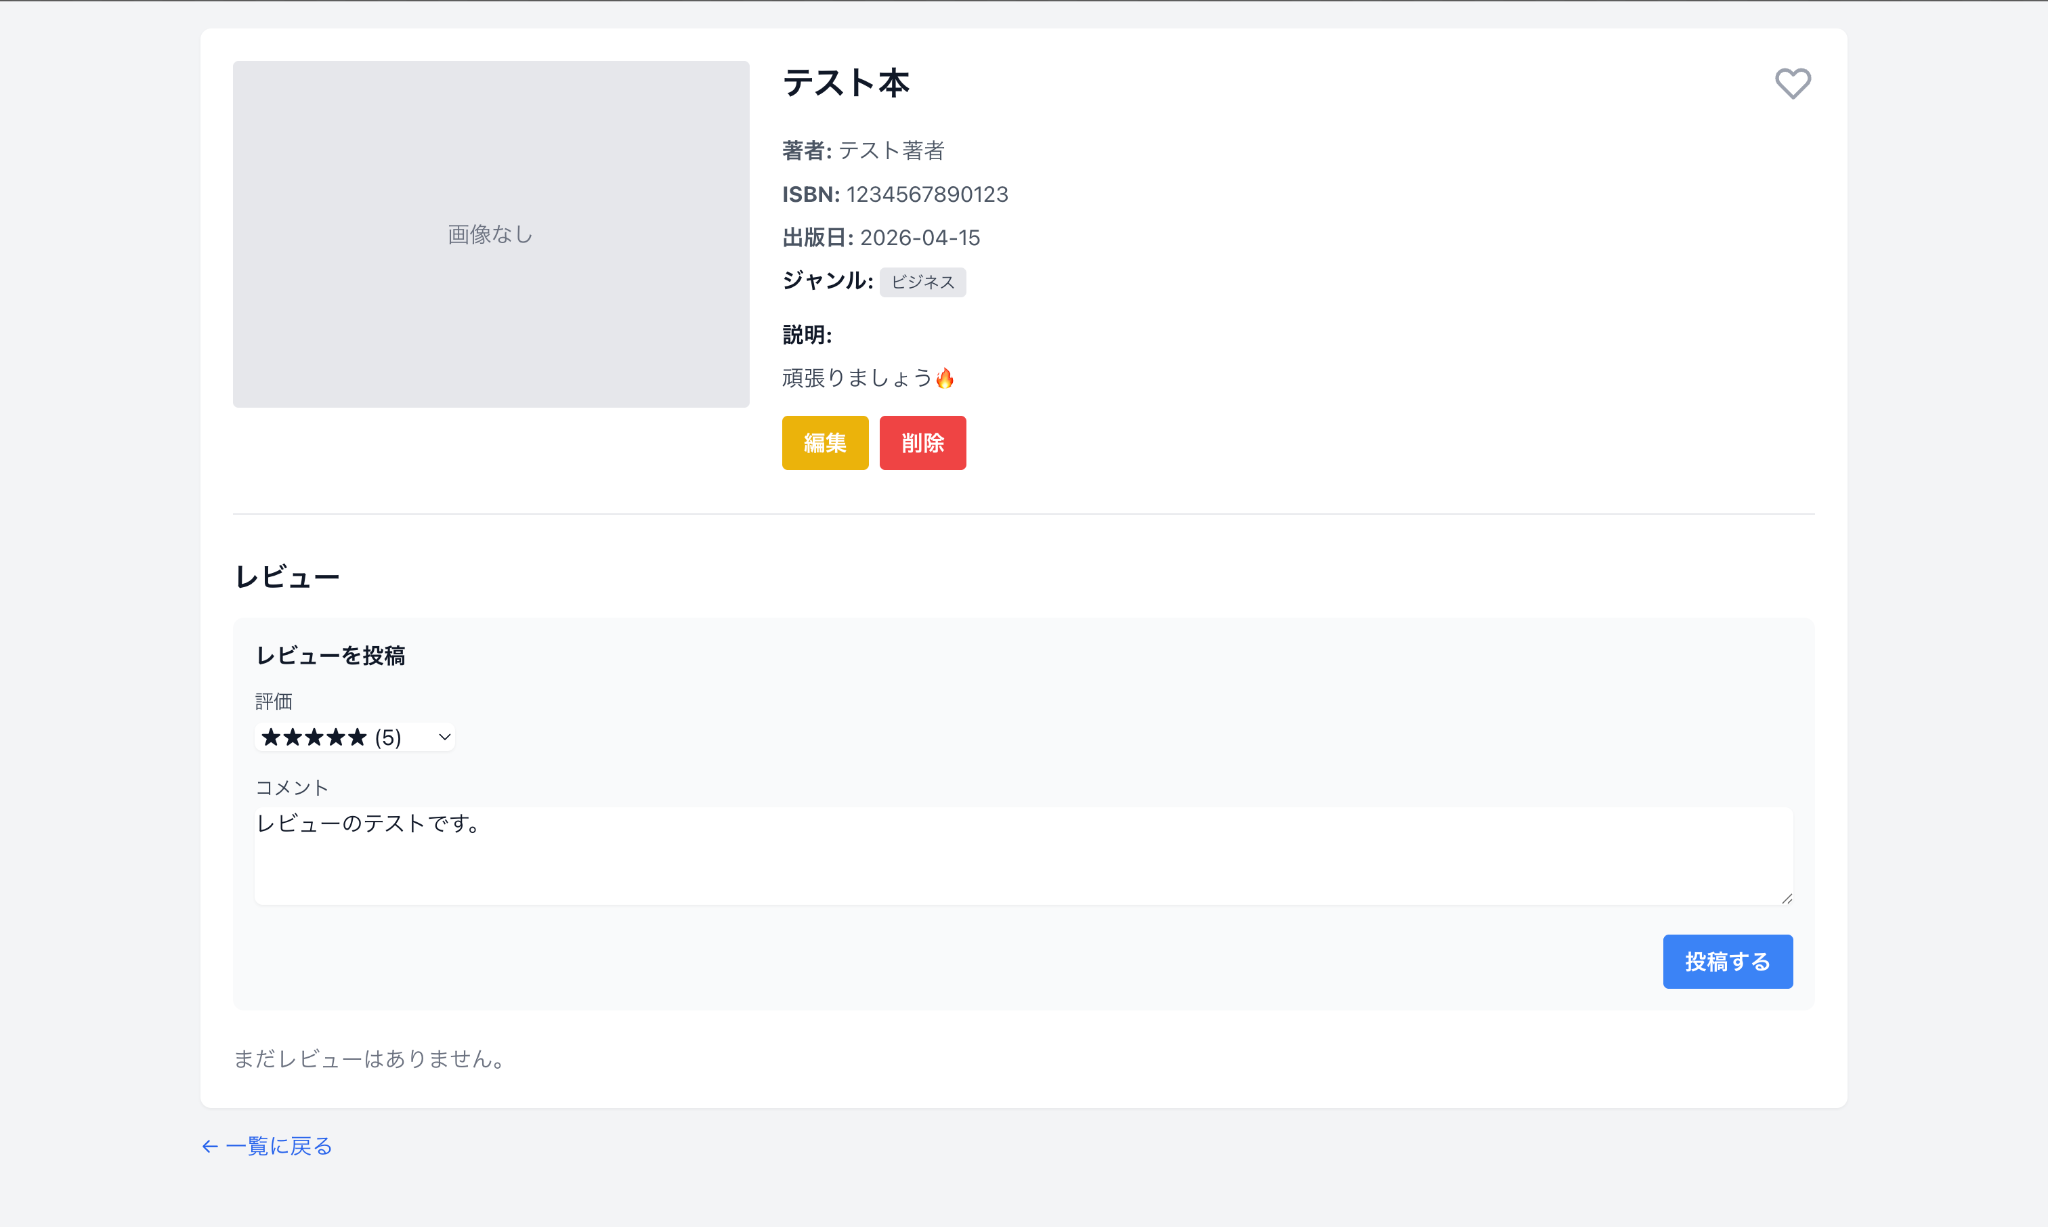 画像なし
テスト本
著者: テスト著者
ISBN: 1234567890123
出版日: 2026-04-15
ジャンル: ビジネス
説明:
頑張りましょう🔥
編集 削除
レビュー
レビューを投稿
評価
★★★★★ (5)
コメント
レビューのテストです。
投稿する
まだレビューはありません。
← 一覧に戻る